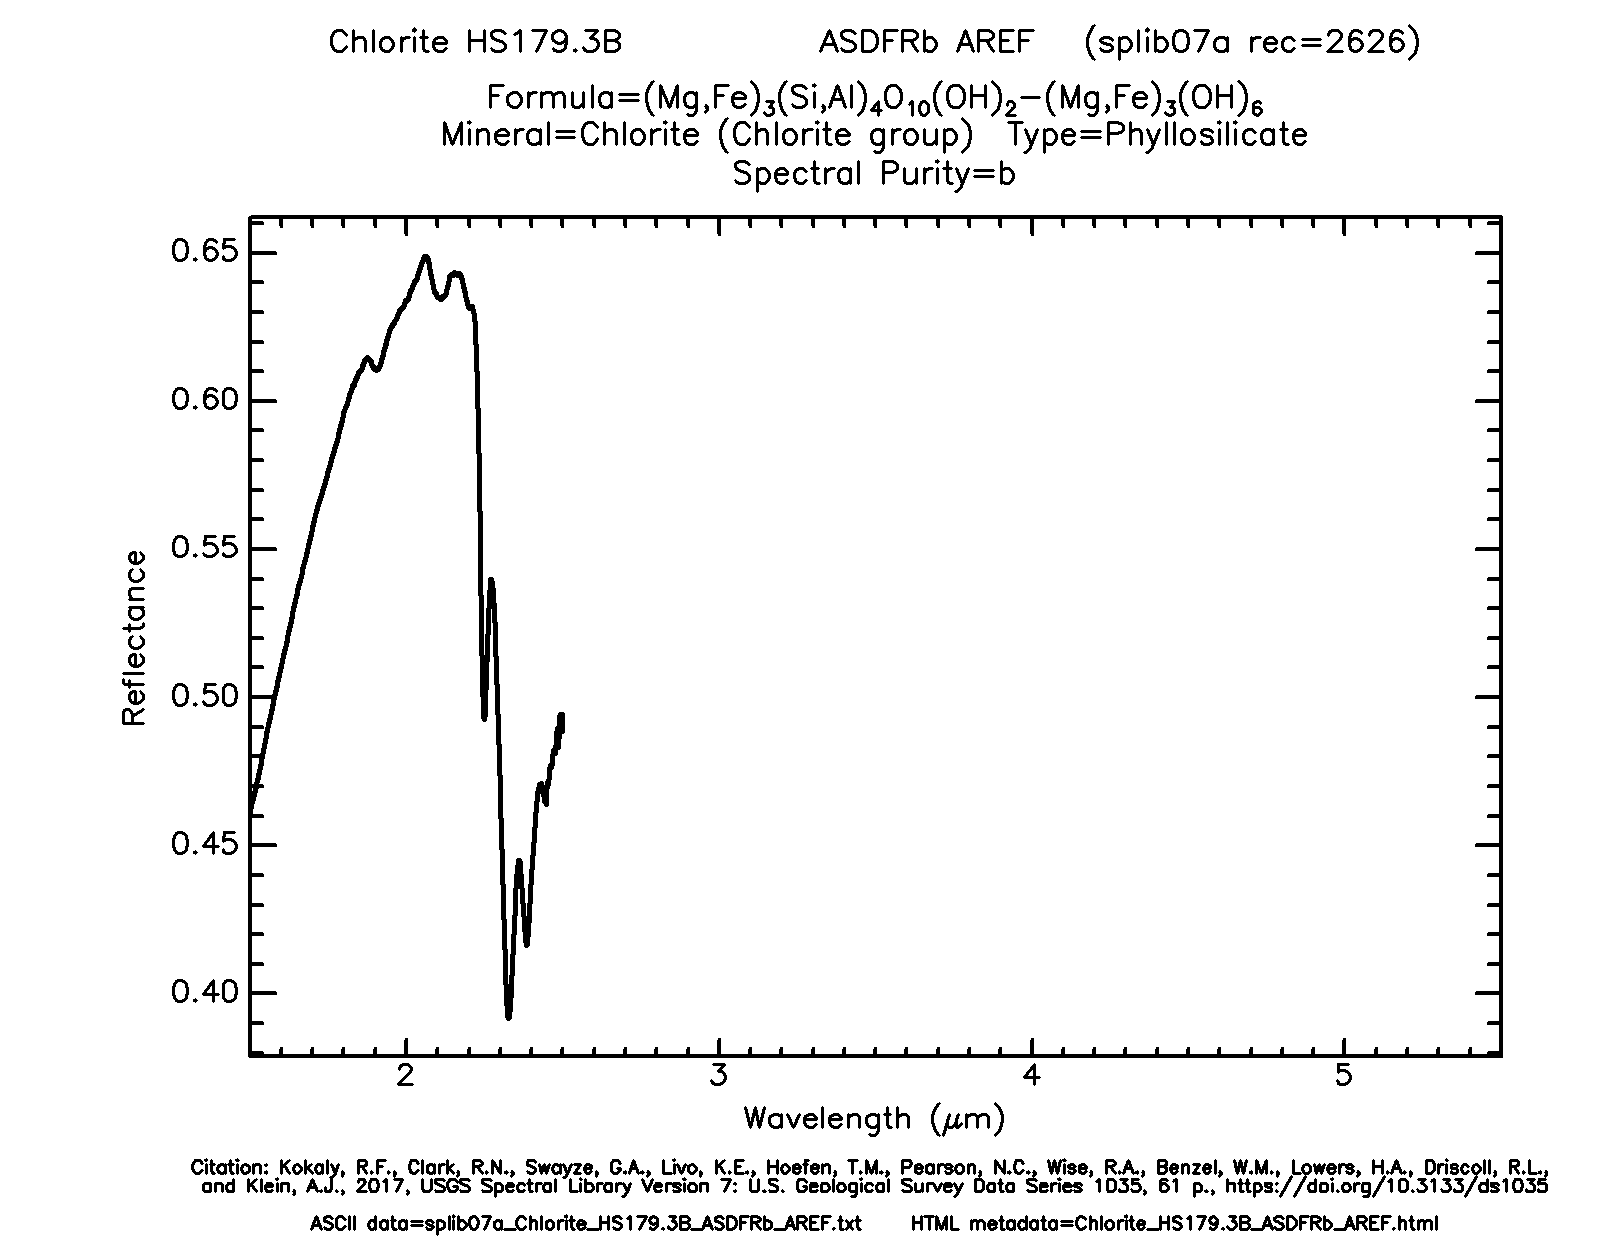 Chlorite HS179.3B ASDFRb AREF (splib07a rec=2626)
Formula=(Mg,Fe)₃(Si,Al)₄O₁₀(OH)₂–(Mg,Fe)₃(OH)₆
Mineral=Chlorite (Chlorite group) Type=Phyllosilicate
Spectral Purity=b
0.65
0.60
0.55
0.50
0.45
0.40
Reflectance
2 3 4 5
Wavelength (μm)
Citation: Kokaly, R.F., Clark, R.N., Swayze, G.A., Livo, K.E., Hoefen, T.M., Pearson, N.C., Wise, R.A., Benzel, W.M., Lowers, H.A., Driscoll, R.L.,
and Klein, A.J., 2017, USGS Spectral Library Version 7: U.S. Geological Survey Data Series 1035, 61 p., https://doi.org/10.3133/ds1035
ASCII data=splib07a_Chlorite_HS179.3B_ASDFRb_AREF.txt HTML metadata=Chlorite_HS179.3B_ASDFRb_AREF.html